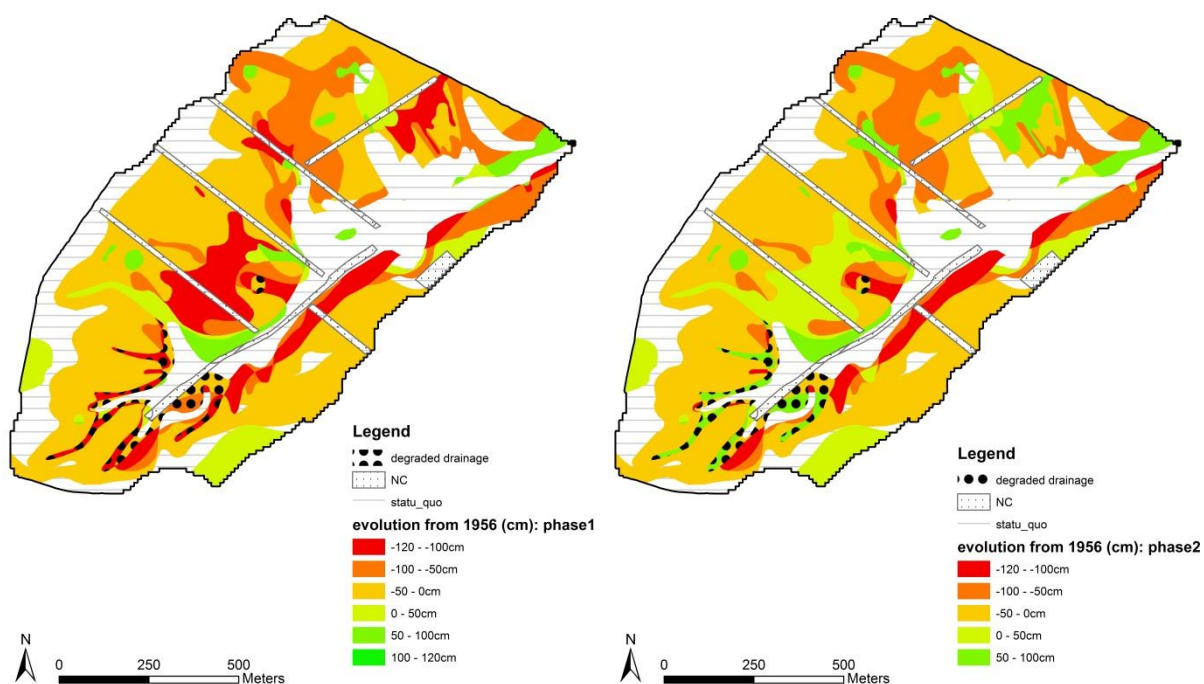 Legend
degraded drainage
NC
statu_quo
evolution from 1956 (cm): phase1
-120 - -100cm
-100 - -50cm
-50 - 0cm
0 - 50cm
50 - 100cm
100 - 120cm
N
0 250 500
Meters
Legend
degraded drainage
NC
statu_quo
evolution from 1956 (cm): phase2
-120 - -100cm
-100 - -50cm
-50 - 0cm
0 - 50cm
50 - 100cm
N
0 250 500
Meters